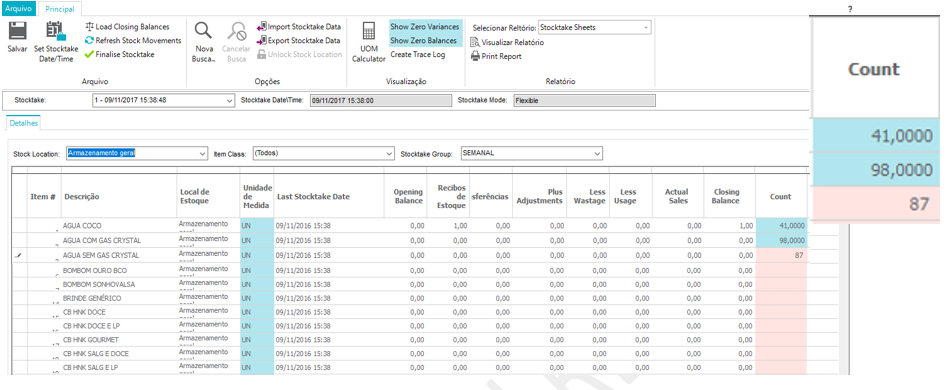 Arquivo Principal ?
Salvar
Set Stocktake Date/Time
Load Closing Balances
Refresh Stock Movements
Finalise Stocktake
Arquivo
Nova Busca...
Cancelar Busca
Import Stocktake Data
Export Stocktake Data
Unlock Stock Location
Opções
UOM Calculator
Show Zero Variances
Show Zero Balances
Create Trace Log
Visualização
Selecionar Reltório: Stocktake Sheets
Visualizar Relatório
Print Report
Relatório
Count
41,0000
98,0000
87
Stocktake: 1 - 09/11/2017 15:38:48 Stocktake Date\Time: 09/11/2017 15:38:00 Stocktake Mode: Flexible
Detalhes
Stock Location: Armazenamento geral Item Class: (Todos) Stocktake Group: SEMANAL
Item # Descrição Local de Estoque Unidade de Medida Last Stocktake Date Opening Balance Recibos de Estoque sferências Plus Adjustments Less Wastage Less Usage Actual Sales Closing Balance Count
AGUA COCO Armazenamento UN 09/11/2016 15:38 0,00 1,00 0,00 0,00 0,00 0,00 0,00 1,00 41,0000
AGUA COM GAS CRYSTAL Armazenamento UN 09/11/2016 15:38 0,00 0,00 0,00 0,00 0,00 0,00 0,00 0,00 98,0000
AGUA SEM GAS CRYSTAL Armazenamento UN 09/11/2016 15:38 0,00 0,00 0,00 0,00 0,00 0,00 0,00 0,00 87
BOMBOM OURO BCO Armazenamento UN 09/11/2016 15:38 0,00 0,00 0,00 0,00 0,00 0,00 0,00 0,00
BOMBOM SONHOVALSA Armazenamento UN 09/11/2016 15:38 0,00 0,00 0,00 0,00 0,00 0,00 0,00 0,00
BRINDE GENÉRICO Armazenamento UN 09/11/2016 15:38 0,00 0,00 0,00 0,00 0,00 0,00 0,00 0,00
CB HNK DOCE Armazenamento UN 09/11/2016 15:38 0,00 0,00 0,00 0,00 0,00 0,00 0,00 0,00
CB HNK DOCE E LP Armazenamento UN 09/11/2016 15:38 0,00 0,00 0,00 0,00 0,00 0,00 0,00 0,00
CB HNK GOURMET Armazenamento UN 09/11/2016 15:38 0,00 0,00 0,00 0,00 0,00 0,00 0,00 0,00
CB HNK SALG E DOCE Armazenamento UN 09/11/2016 15:38 0,00 0,00 0,00 0,00 0,00 0,00 0,00 0,00
CB HNK SALG E LP Armazenamento UN 09/11/2016 15:38 0,00 0,00 0,00 0,00 0,00 0,00 0,00 0,00